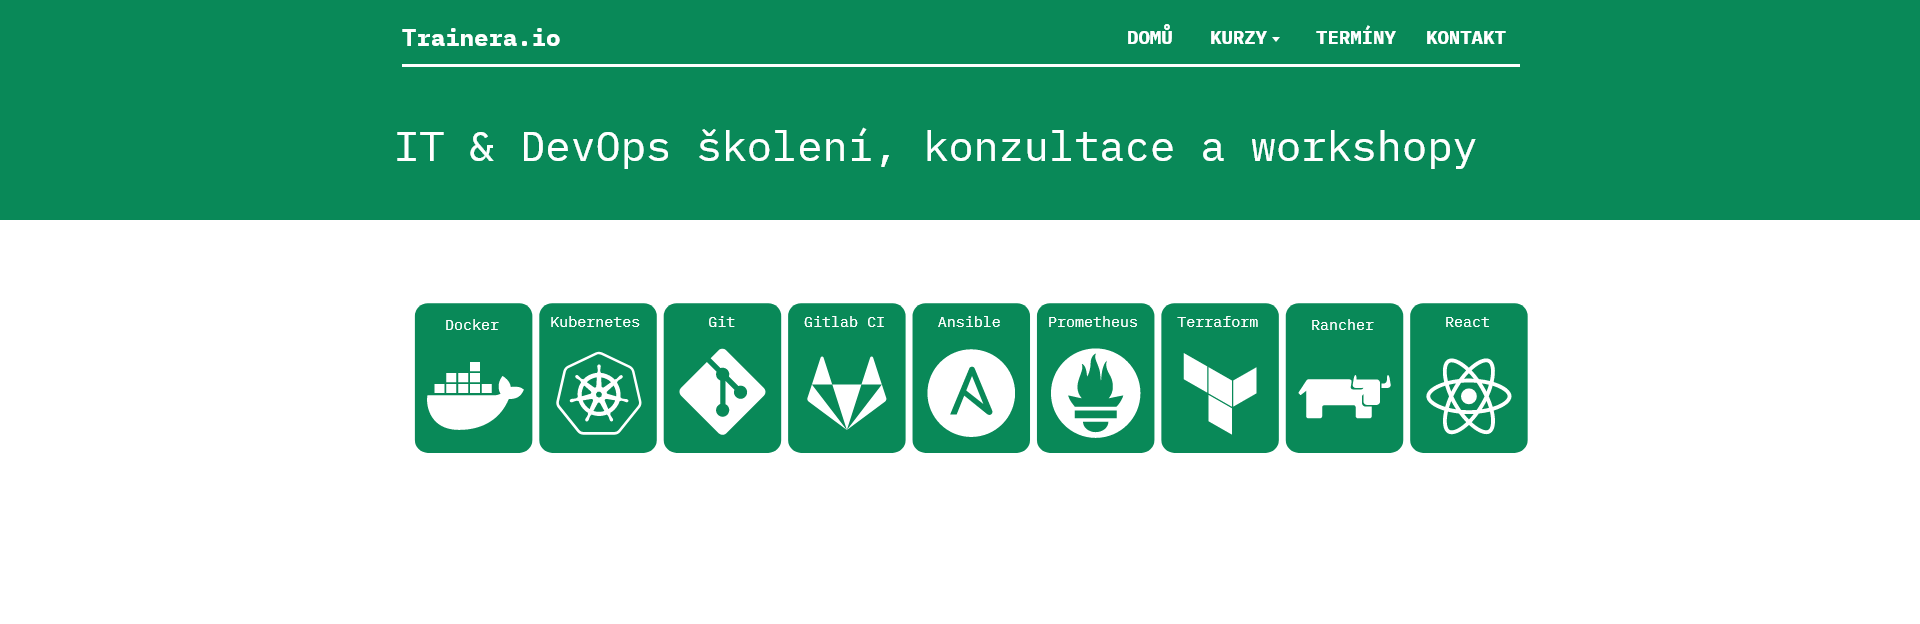 Trainera.io DOMŮ KURZY TERMÍNY KONTAKT
IT & DevOps školení, konzultace a workshopy
Docker Kubernetes Git Gitlab CI Ansible Prometheus Terraform Rancher React